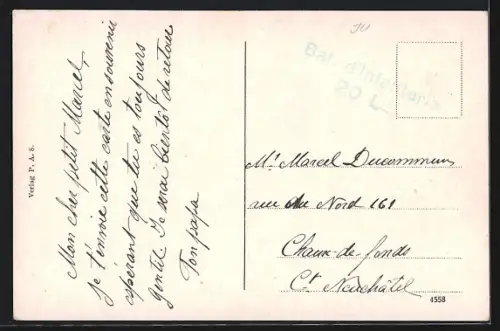 JU
Bat. d'Infanterie
20 L
Verlag P. A. S.
Mon cher petit Marcel,
je t'envoie cette carte en souvenir
espérant que tu es toujours
gentil. Je serai bientôt de retour
Ton papa
Mr Marcel Ducommun
rue du Nord 161
Chaux-de-fonds
Ct Neuchâtel
4558